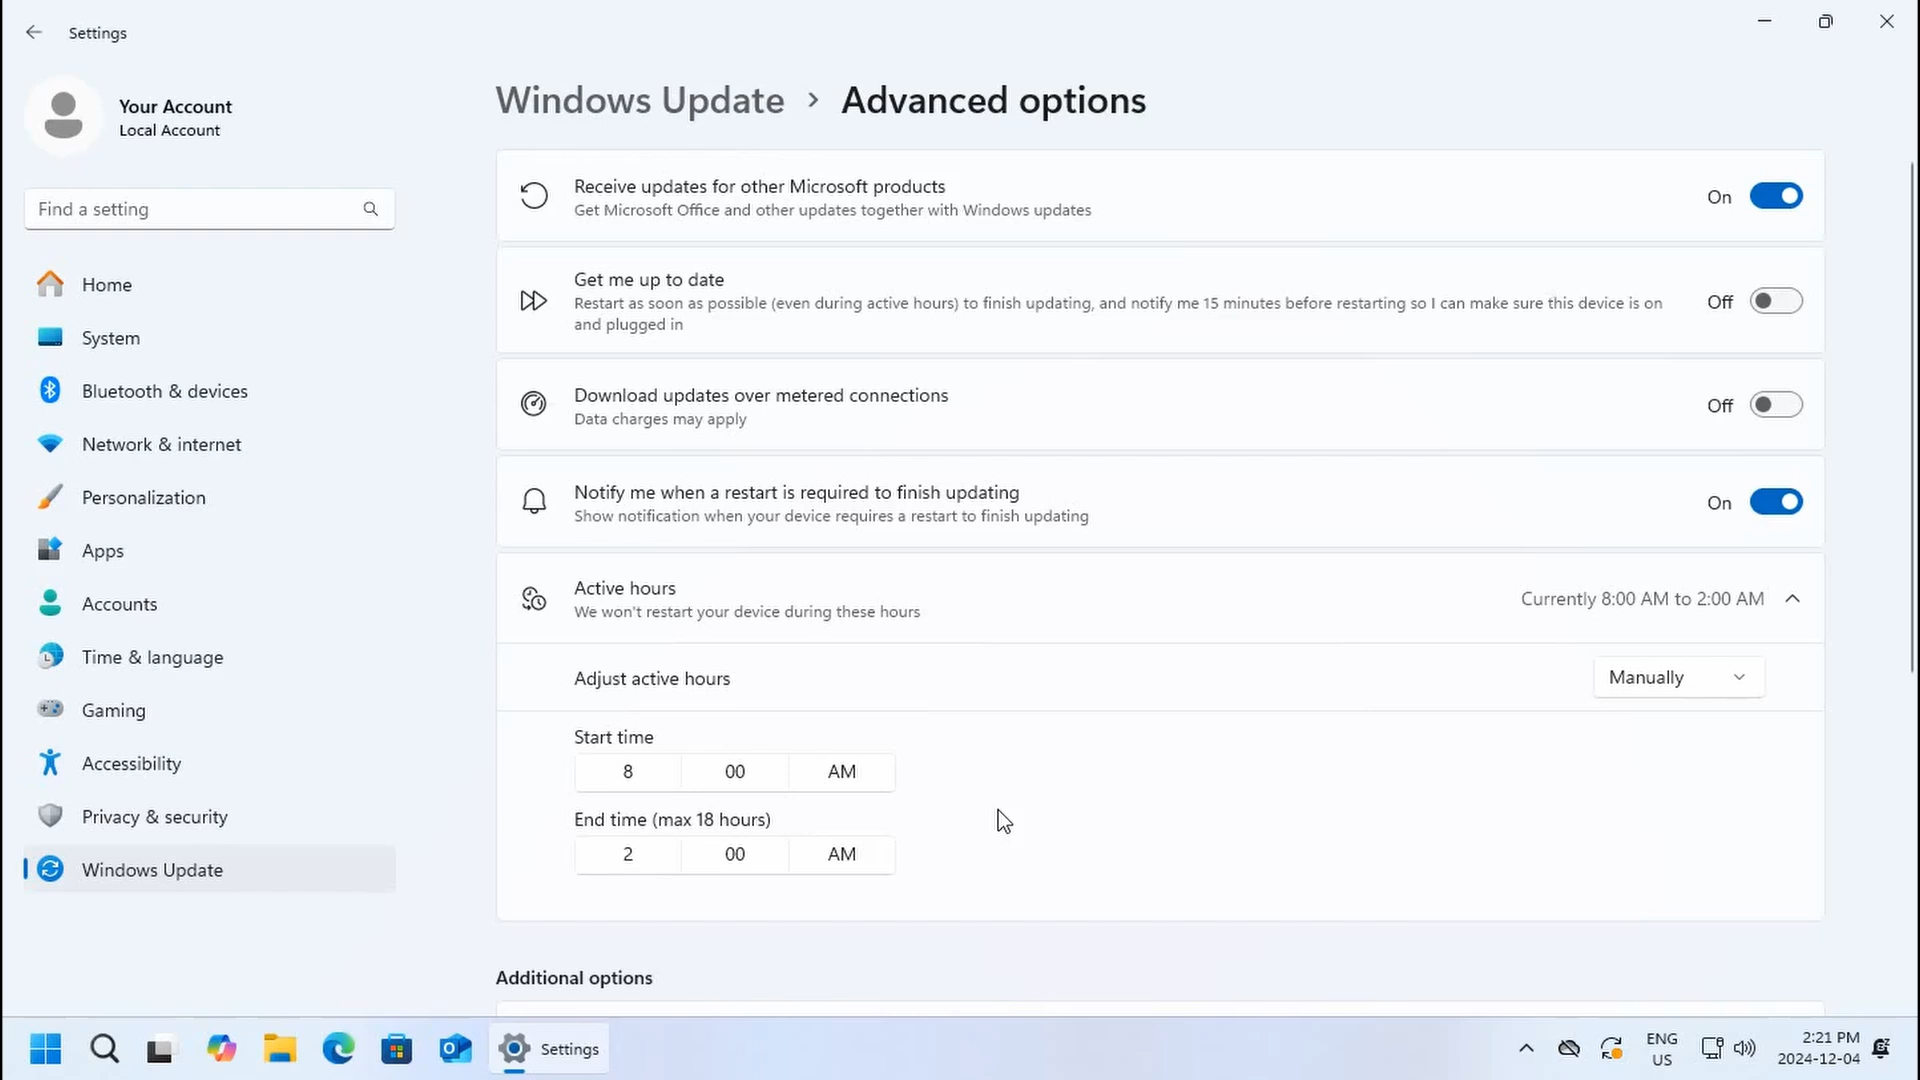 Settings
Your Account
Local Account
Find a setting
Home
System
Bluetooth & devices
Network & internet
Personalization
Apps
Accounts
Time & language
Gaming
Accessibility
Privacy & security
Windows Update
Windows Update > Advanced options
Receive updates for other Microsoft products
Get Microsoft Office and other updates together with Windows updates
On
Get me up to date
Restart as soon as possible (even during active hours) to finish updating, and notify me 15 minutes before restarting so I can make sure this device is on
and plugged in
Off
Download updates over metered connections
Data charges may apply
Off
Notify me when a restart is required to finish updating
Show notification when your device requires a restart to finish updating
On
Active hours
We won't restart your device during these hours
Currently 8:00 AM to 2:00 AM
Adjust active hours
Manually
Start time
8 00 AM
End time (max 18 hours)
2 00 AM
Additional options
Settings
ENG
US
2:21 PM
2024-12-04